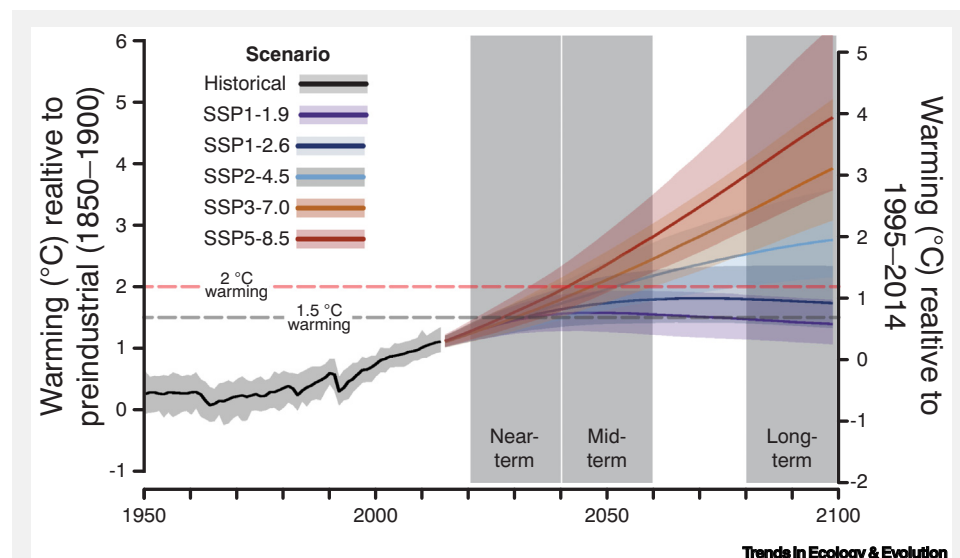 Scenario
Historical
SSP1-1.9
SSP1-2.6
SSP2-4.5
SSP3-7.0
SSP5-8.5
Warming (°C) realtive to
preindustrial (1850–1900)
6
5
4
3
2
1
0
-1
2 °C
warming
1.5 °C
warming
Near-
term
Mid-
term
Long-
term
5
4
3
2
1
0
-1
-2
Warming (°C) realtive to
1995–2014
1950
2000
2050
2100
Trends in Ecology & Evolution